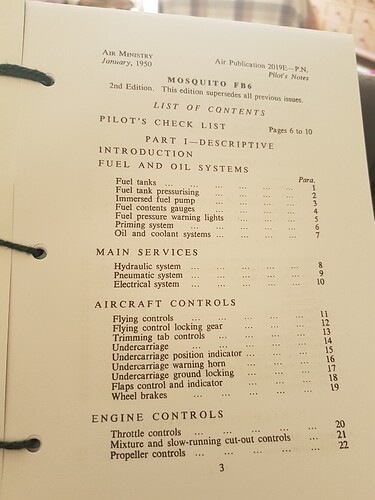 AIR MINISTRY Air Publication 2019E—P.N.
January, 1950 Pilot's Notes
MOSQUITO FB6
2nd Edition. This edition supersedes all previous issues.
LIST OF CONTENTS
PILOT'S CHECK LIST Pages 6 to 10
PART I—DESCRIPTIVE
INTRODUCTION
FUEL AND OIL SYSTEMS
Para.
Fuel tanks ... ... ... ... ... ... 1
Fuel tank pressurising ... ... ... ... 2
Immersed fuel pump ... ... ... ... 3
Fuel contents gauges ... ... ... ... 4
Fuel pressure warning lights ... ... ... 5
Priming system ... ... ... ... ... 6
Oil and coolant systems ... ... ... ... 7
MAIN SERVICES
Hydraulic system ... ... ... ... ... 8
Pneumatic system ... ... ... ... ... 9
Electrical system ... ... ... ... ... 10
AIRCRAFT CONTROLS
Flying controls ... ... ... ... ... 11
Flying control locking gear ... ... ... 12
Trimming tab controls ... ... ... ... 13
Undercarriage ... ... ... ... ... 14
Undercarriage position indicator ... ... ... 15
Undercarriage warning horn ... ... ... 16
Undercarriage ground locking ... ... ... 17
Flaps control and indicator ... ... ... 18
Wheel brakes ... ... ... ... ... 19
ENGINE CONTROLS
Throttle controls ... ... ... ... ... 20
Mixture and slow-running cut-out controls ... ... 21
Propeller controls ... ... ... ... ... 22
3